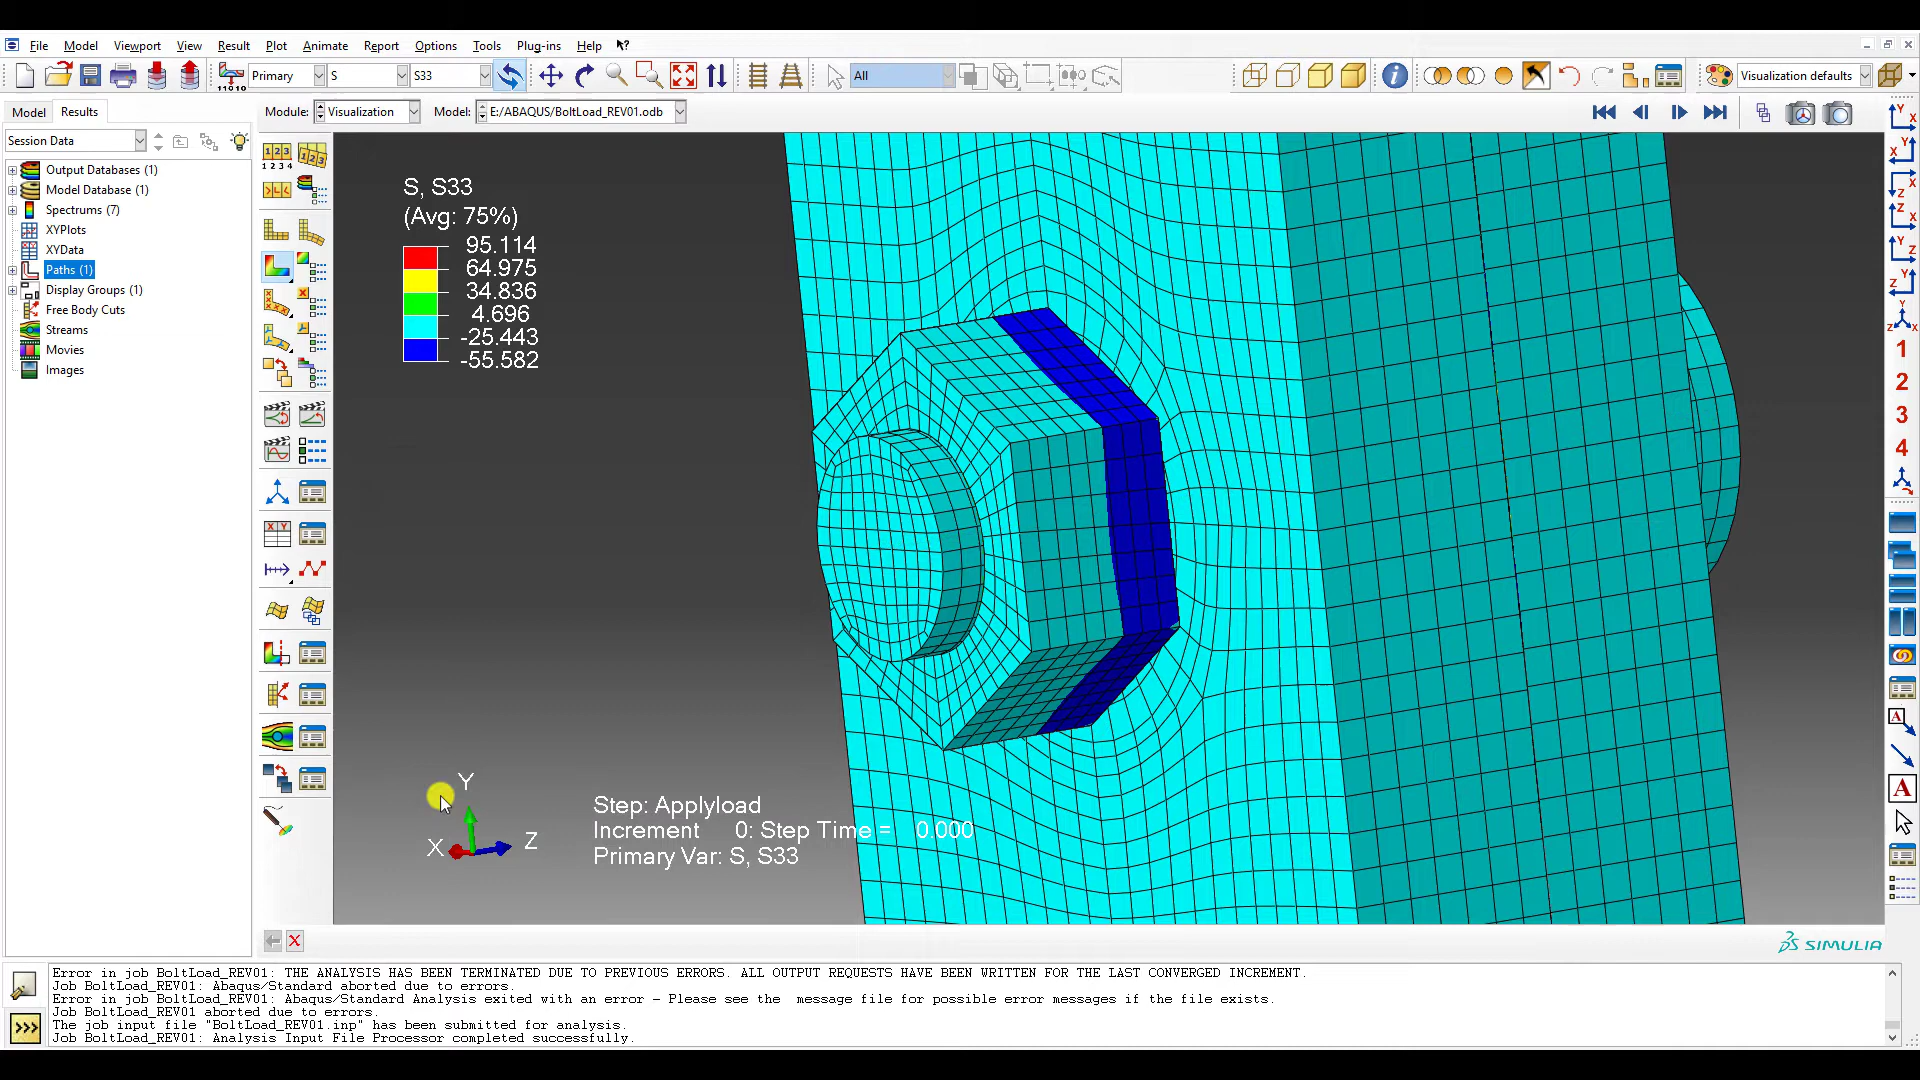 File Model Viewport View Result Plot Animate Report Options Tools Plug-ins Help
Primary S S33 All Visualization defaults
Model Results Module: Visualization Model: E:/ABAQUS/BoltLoad_REV01.odb
Session Data
Output Databases (1)
Model Database (1)
Spectrums (7)
XYPlots
XYData
Paths (1)
Display Groups (1)
Free Body Cuts
Streams
Movies
Images
S, S33
(Avg: 75%)
95.114
64.975
34.836
4.696
-25.443
-55.582
1
2
3
4
Y
X Z
Step: Applyload
Increment 0: Step Time = 0.000
Primary Var: S, S33
SIMULIA
Error in job BoltLoad_REV01: THE ANALYSIS HAS BEEN TERMINATED DUE TO PREVIOUS ERRORS. ALL OUTPUT REQUESTS HAVE BEEN WRITTEN FOR THE LAST CONVERGED INCREMENT.
Job BoltLoad_REV01: Abaqus/Standard aborted due to errors.
Error in job BoltLoad_REV01: Abaqus/Standard Analysis exited with an error - Please see the message file for possible error messages if the file exists.
Job BoltLoad_REV01 aborted due to errors.
The job input file "BoltLoad_REV01.inp" has been submitted for analysis.
Job BoltLoad_REV01: Analysis Input File Processor completed successfully.